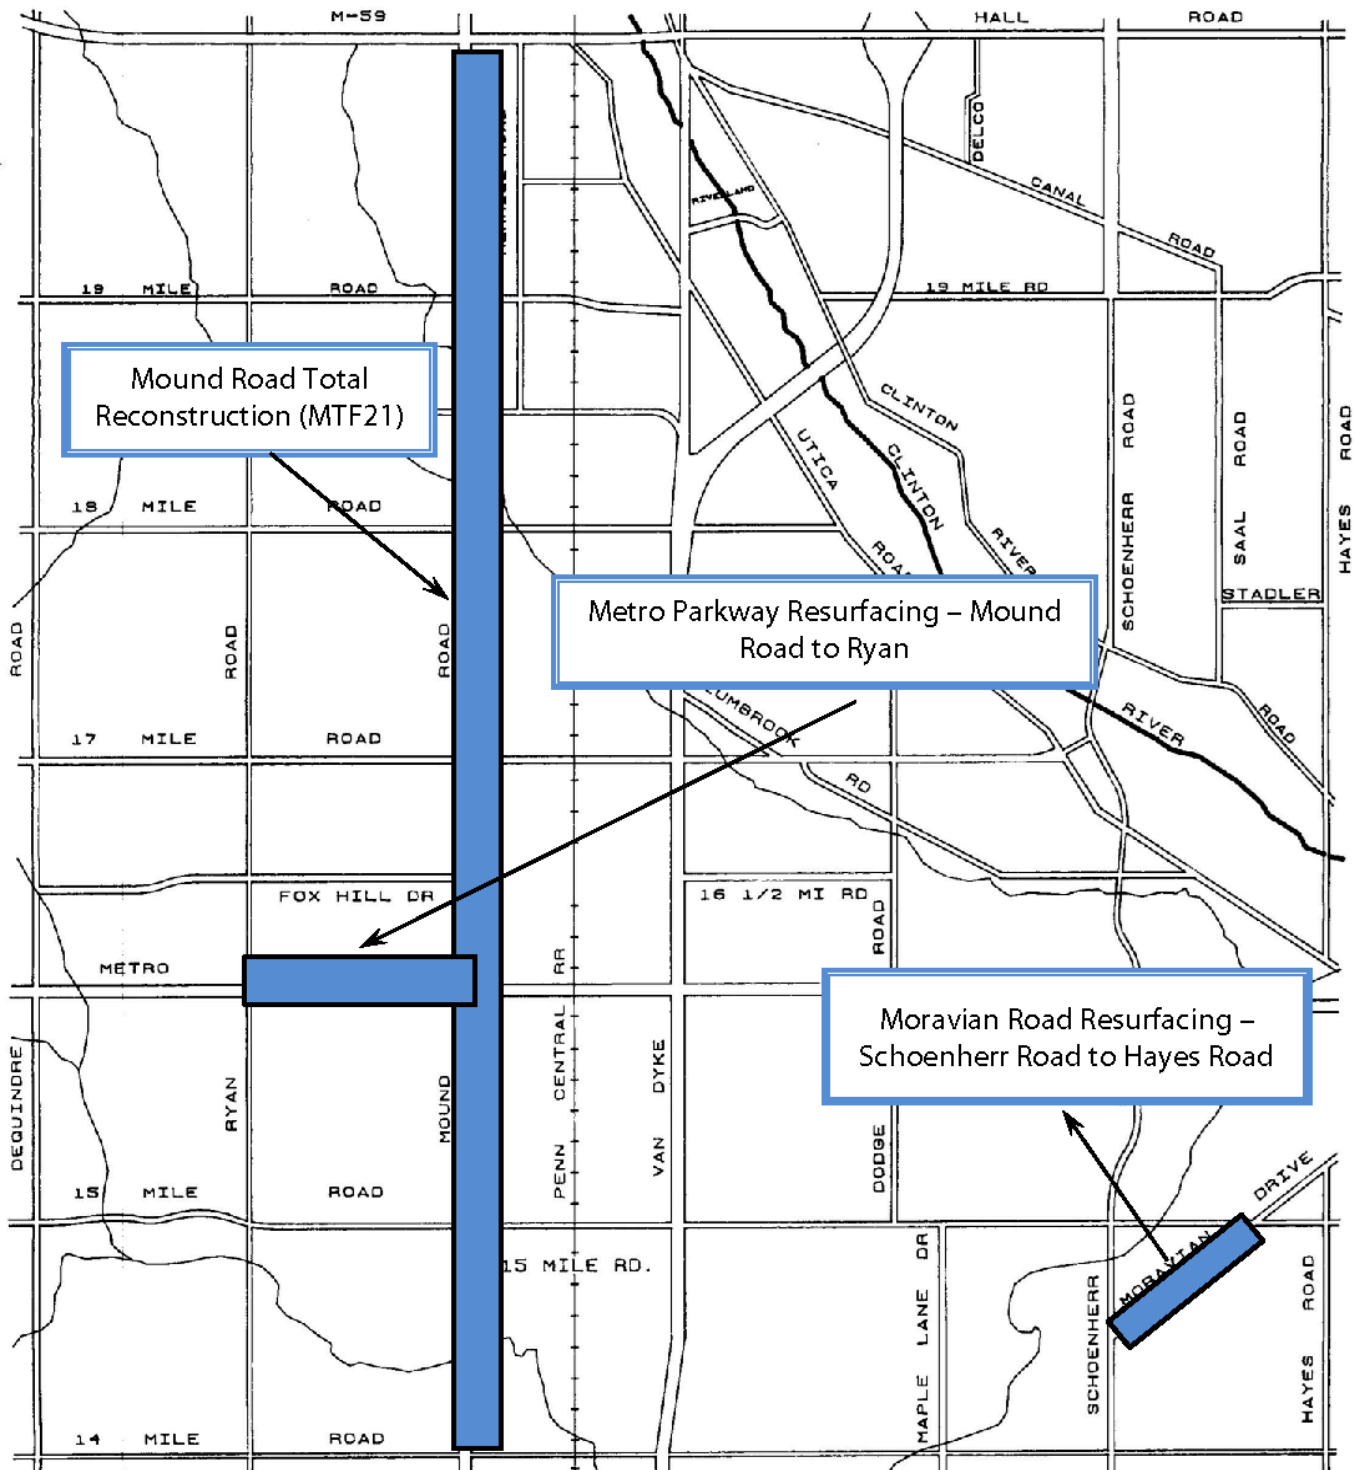 M-59
HALL ROAD
DELCO
CANAL
ROAD
RIVERLAND
19 MILE ROAD
19 MILE RD
Mound Road Total
Reconstruction (MTF21)
CLINTON
UTICA
CLINTON
ROAD
ROAD
ROAD
18 MILE ROAD
SCHOENHERR
SAAL
HAYES
RIVER
STADLER
Metro Parkway Resurfacing – Mound
Road to Ryan
ROAD
ROAD
ROAD
RIVER
ROAD
17 MILE ROAD
RD
FOX HILL DR
16 1/2 MI RD
ROAD
METRO
RR
Moravian Road Resurfacing –
Schoenherr Road to Hayes Road
DEQUINDRE
RYAN
MOUND
PENN CENTRAL
VAN DYKE
DODGE
15 MILE ROAD
DRIVE
15 MILE RD.
MORAVIAN
MAPLE LANE DR
SCHOENHERR
HAYES ROAD
14 MILE ROAD